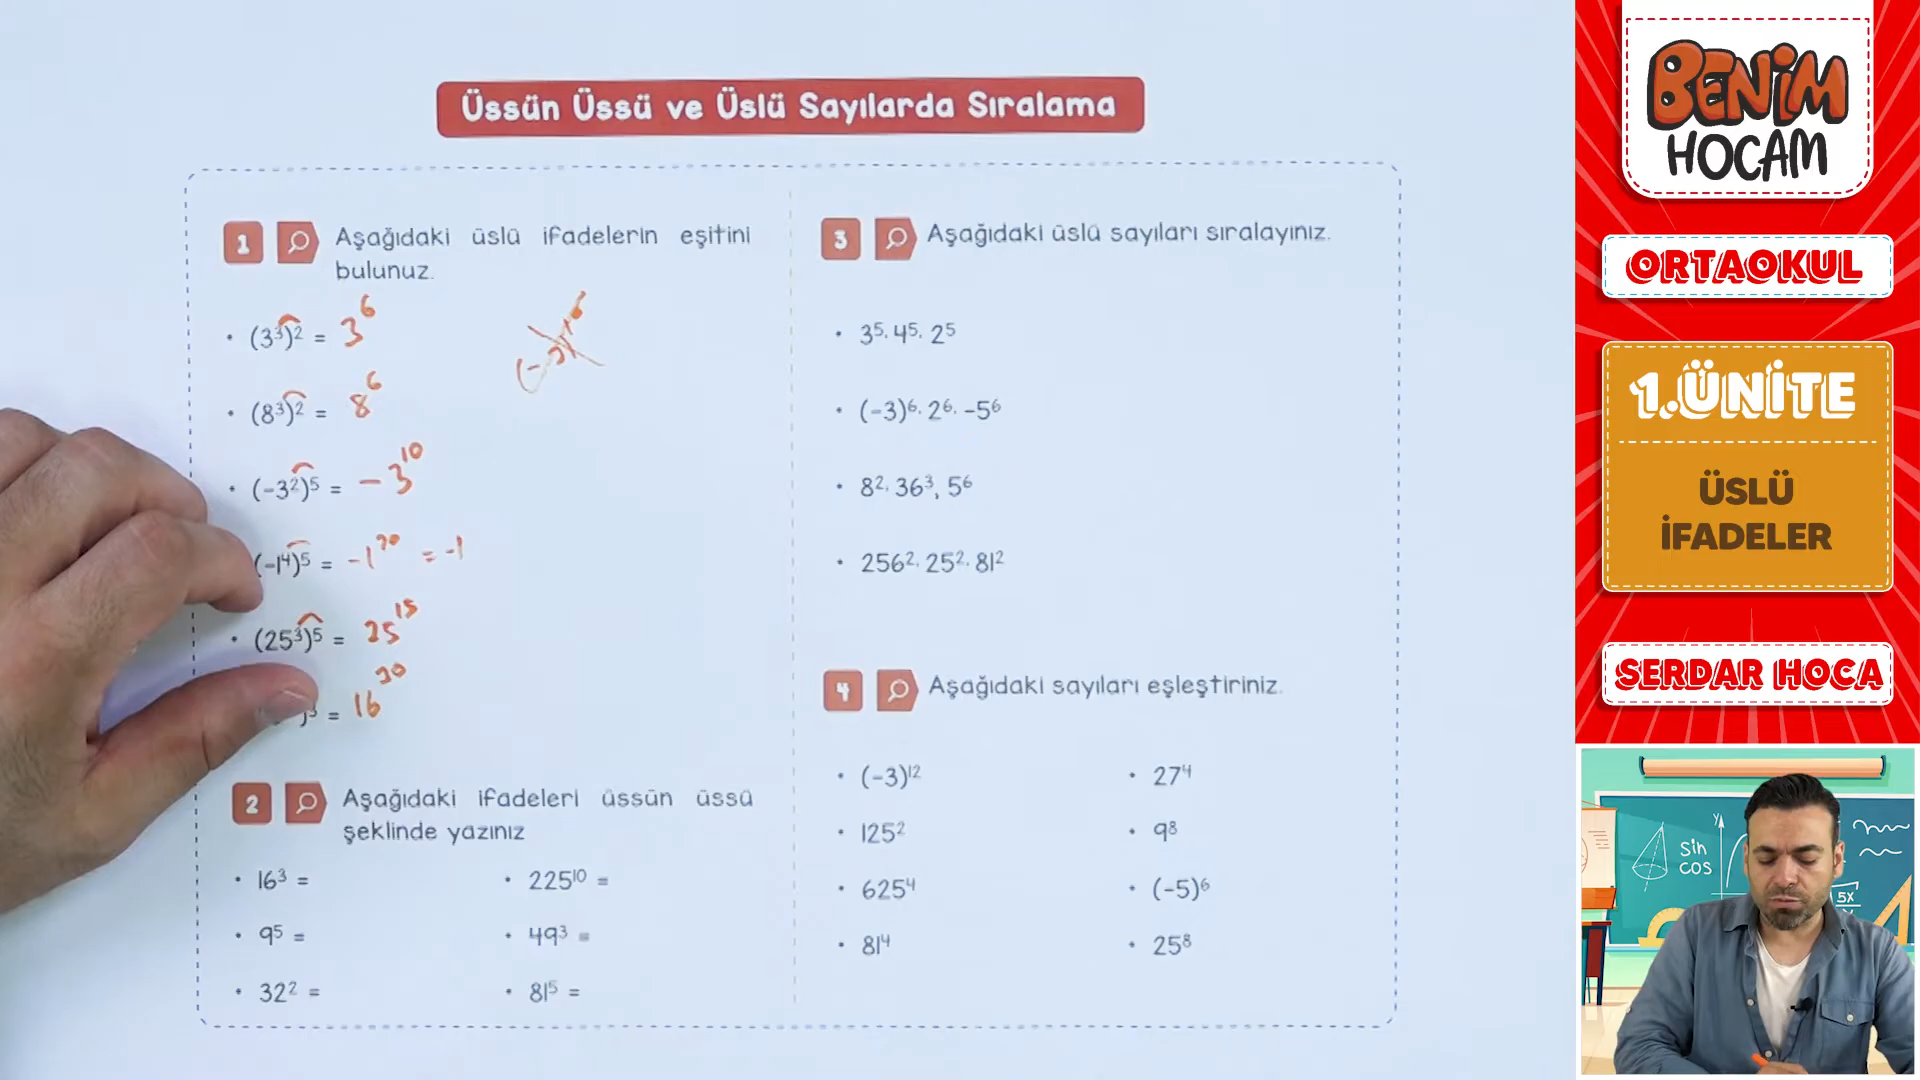 Üssün Üssü ve Üslü Sayılarda Sıralama
1 Aşağıdaki üslü ifadelerin eşitini
bulunuz.
• (3³)² = 3⁶
(-2)⁶
• (8³)² = 8⁶
• (-3²)⁵ = -3¹⁰
(-1⁴)⁵ = -1²⁰ = -1
• (25³)⁵ = 25¹⁵
)³ = 16³⁰
2 Aşağıdaki ifadeleri üssün üssü
şeklinde yazınız
• 16³ =
• 225¹⁰ =
• 9⁵ =
• 49³ =
• 32² =
• 81⁵ =
3 Aşağıdaki üslü sayıları sıralayınız.
• 3⁵, 4⁵, 2⁵
• (-3)⁶, 2⁶, -5⁶
• 8², 36³, 5⁶
• 256², 25², 81²
4 Aşağıdaki sayıları eşleştiriniz.
• (-3)¹²
• 27⁴
• 125²
• 9⁸
• 625⁴
• (-5)⁶
• 81⁴
• 25⁸
BENİM
HOCAM
ORTAOKUL
1.ÜNİTE
ÜSLÜ
İFADELER
SERDAR HOCA
sin
cos
y
5x